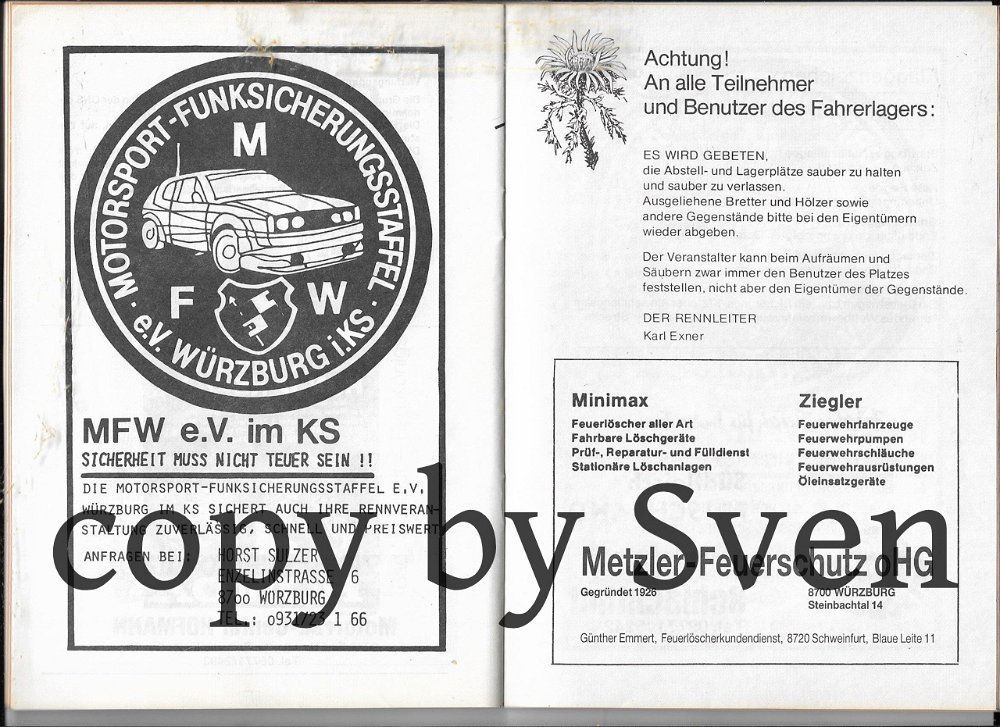 MOTORSPORT-FUNKSICHERUNGSSTAFFEL
· e.V. WÜRZBURG i.KS ·
M
F W
MFW e.V. im KS
SICHERHEIT MUSS NICHT TEUER SEIN !!
DIE MOTORSPORT-FUNKSICHERUNGSSTAFFEL E.V.
WÜRZBURG IM KS SICHERT AUCH IHRE RENNVERAN-
STALTUNG ZUVERLÄSSIG, SCHNELL UND PREISWERT
ANFRAGEN BEI: HORST SULZER
ENZELINSTRASSE 6
87oo WÜRZBURG
TEL.: o931/23 1 66
Achtung!
An alle Teilnehmer
und Benutzer des Fahrerlagers:
ES WIRD GEBETEN,
die Abstell- und Lagerplätze sauber zu halten
und sauber zu verlassen.
Ausgeliehene Bretter und Hölzer sowie
andere Gegenstände bitte bei den Eigentümern
wieder abgeben.
Der Veranstalter kann beim Aufräumen und
Säubern zwar immer den Benutzer des Platzes
feststellen, nicht aber den Eigentümer der Gegenstände.
DER RENNLEITER
Karl Exner
Minimax
Feuerlöscher aller Art
Fahrbare Löschgeräte
Prüf-, Reparatur- und Fülldienst
Stationäre Löschanlagen
Ziegler
Feuerwehrfahrzeuge
Feuerwehrpumpen
Feuerwehrschläuche
Feuerwehrausrüstungen
Öleinsatzgeräte
Metzler-Feuerschutz oHG
Gegründet 1926
8700 WÜRZBURG
Steinbachtal 14
Günther Emmert, Feuerlöscherkundendienst, 8720 Schweinfurt, Blaue Leite 11
copy by Sven